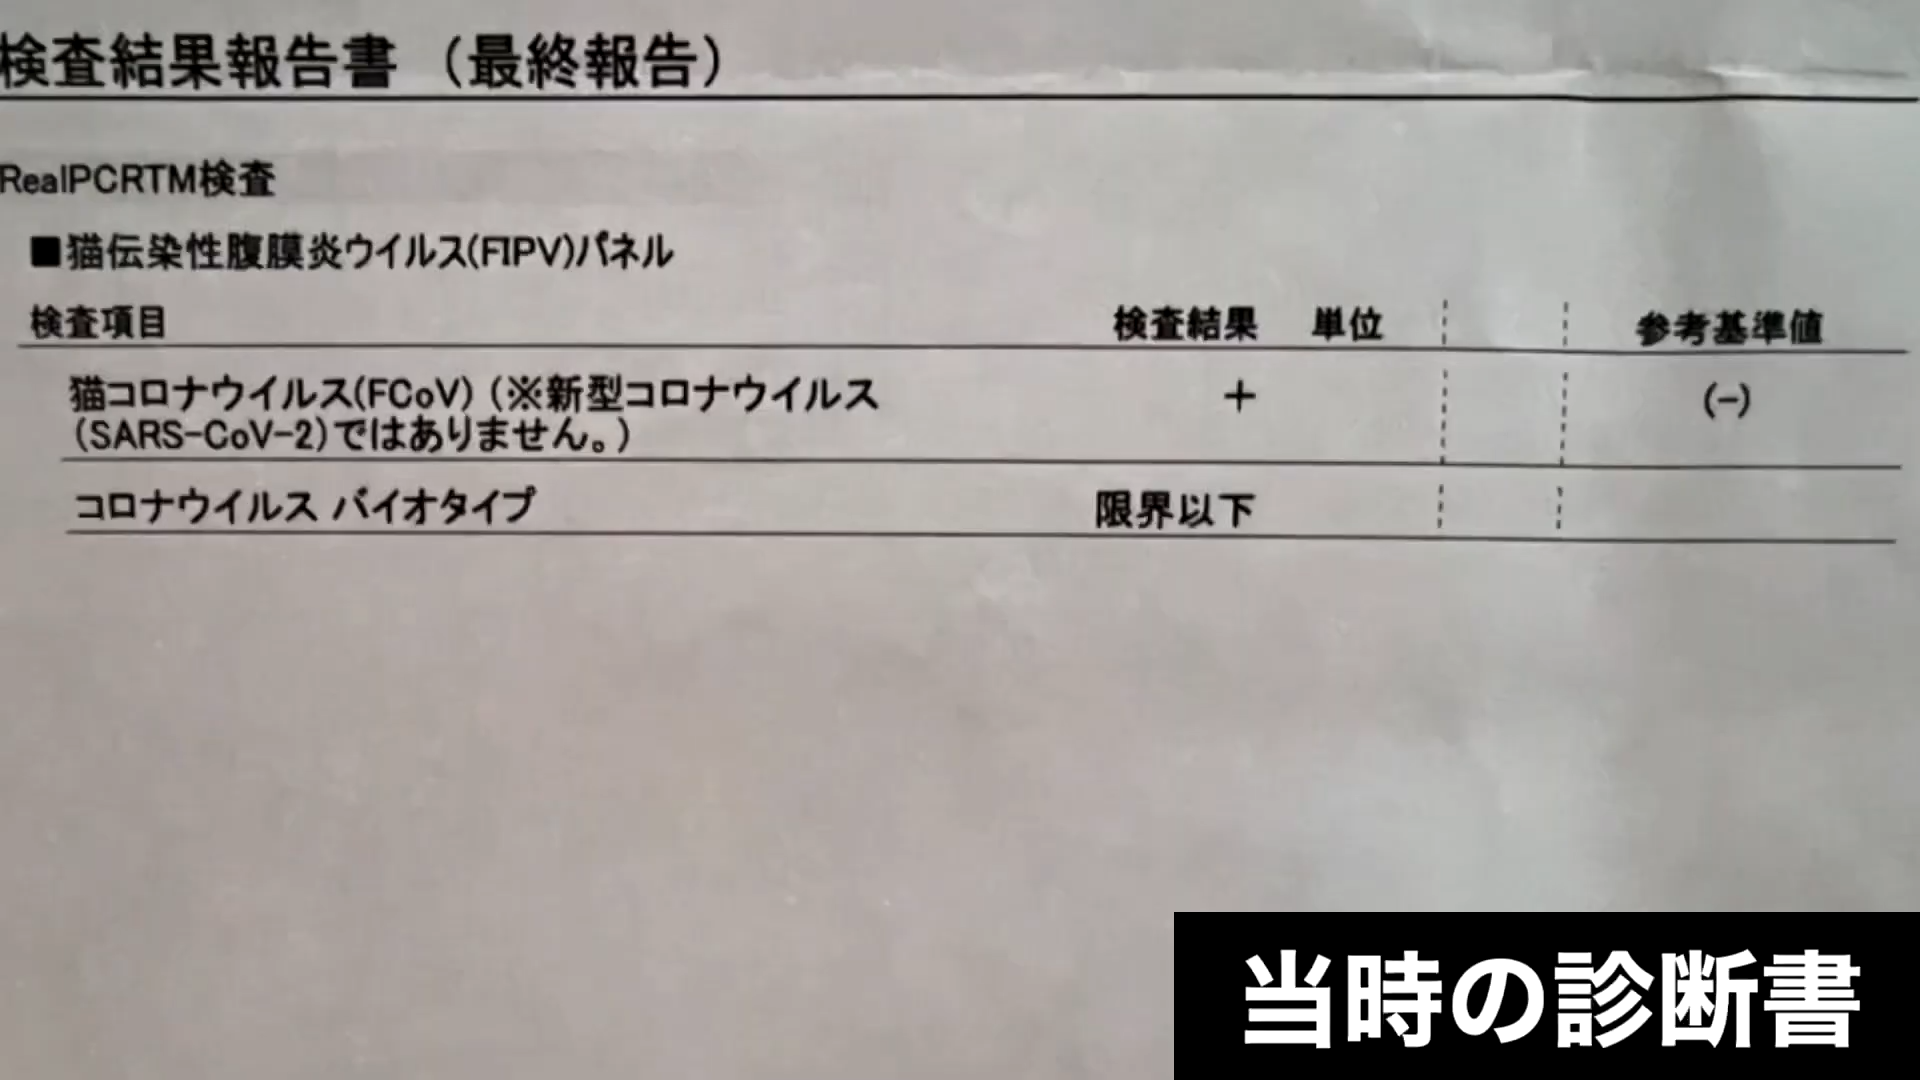 検査結果報告書 (最終報告)
RealPCRTM検査
■猫伝染性腹膜炎ウイルス(FIPV)パネル
検査項目 検査結果 単位 参考基準値
猫コロナウイルス(FCoV) (※新型コロナウイルス + (-)
(SARS-CoV-2)ではありません。)
コロナウイルス バイオタイプ 限界以下
当時の診断書